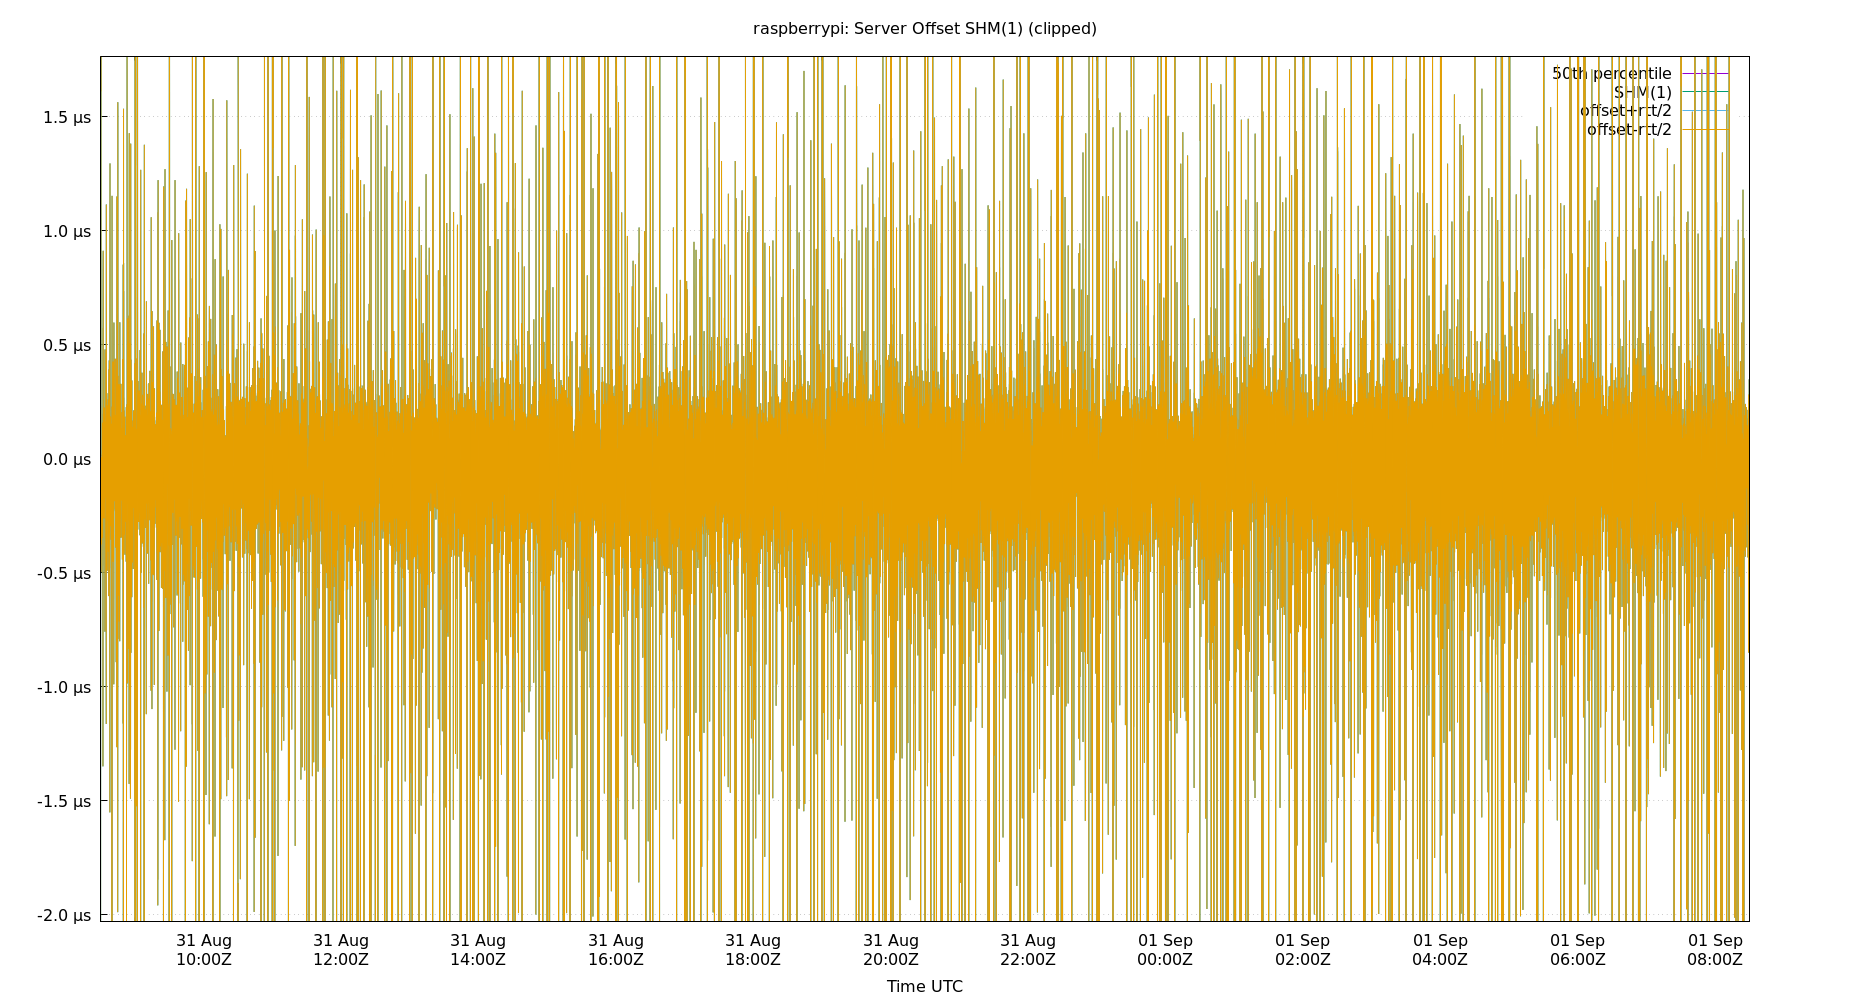 raspberrypi: Server Offset SHM(1) (clipped)
50th percentile
SHM(1)
offset+rtt/2
offset-rtt/2
1.5 µs
1.0 µs
0.5 µs
0.0 µs
-0.5 µs
-1.0 µs
-1.5 µs
-2.0 µs
31 Aug 31 Aug 31 Aug 31 Aug 31 Aug 31 Aug 31 Aug 01 Sep 01 Sep 01 Sep 01 Sep 01 Sep
10:00Z 12:00Z 14:00Z 16:00Z 18:00Z 20:00Z 22:00Z 00:00Z 02:00Z 04:00Z 06:00Z 08:00Z
Time UTC